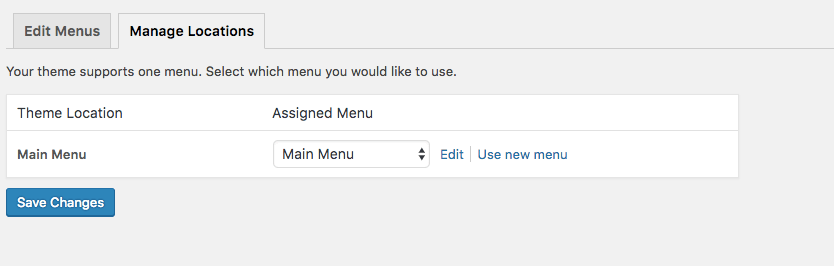 Edit Menus Manage Locations
Your theme supports one menu. Select which menu you would like to use.
Theme Location Assigned Menu
Main Menu Main Menu Edit Use new menu
Save Changes